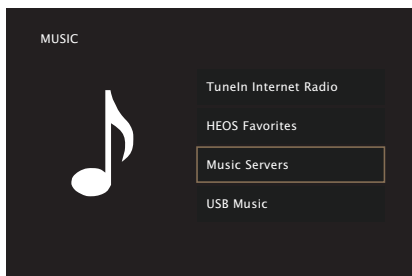 MUSIC
TuneIn Internet Radio
HEOS Favorites
Music Servers
USB Music